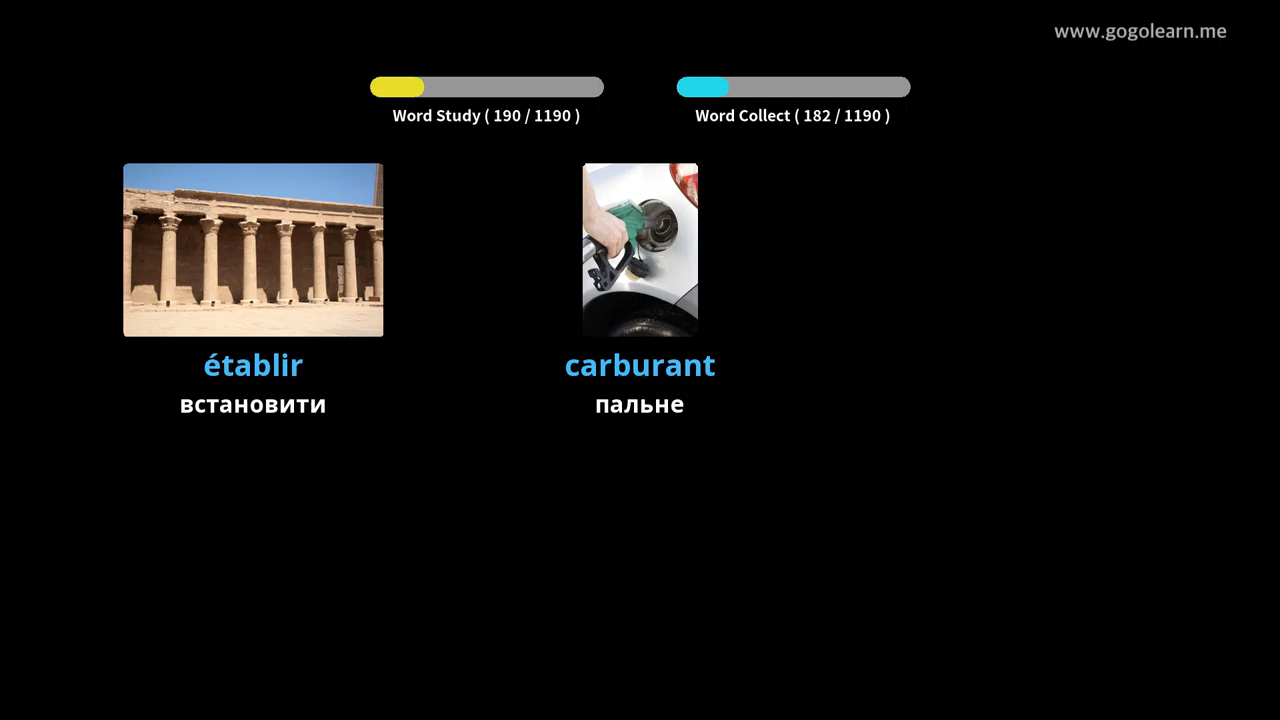 www.gogolearn.me
Word Study ( 190 / 1190 )
Word Collect ( 182 / 1190 )
établir
carburant
встановити
пальне